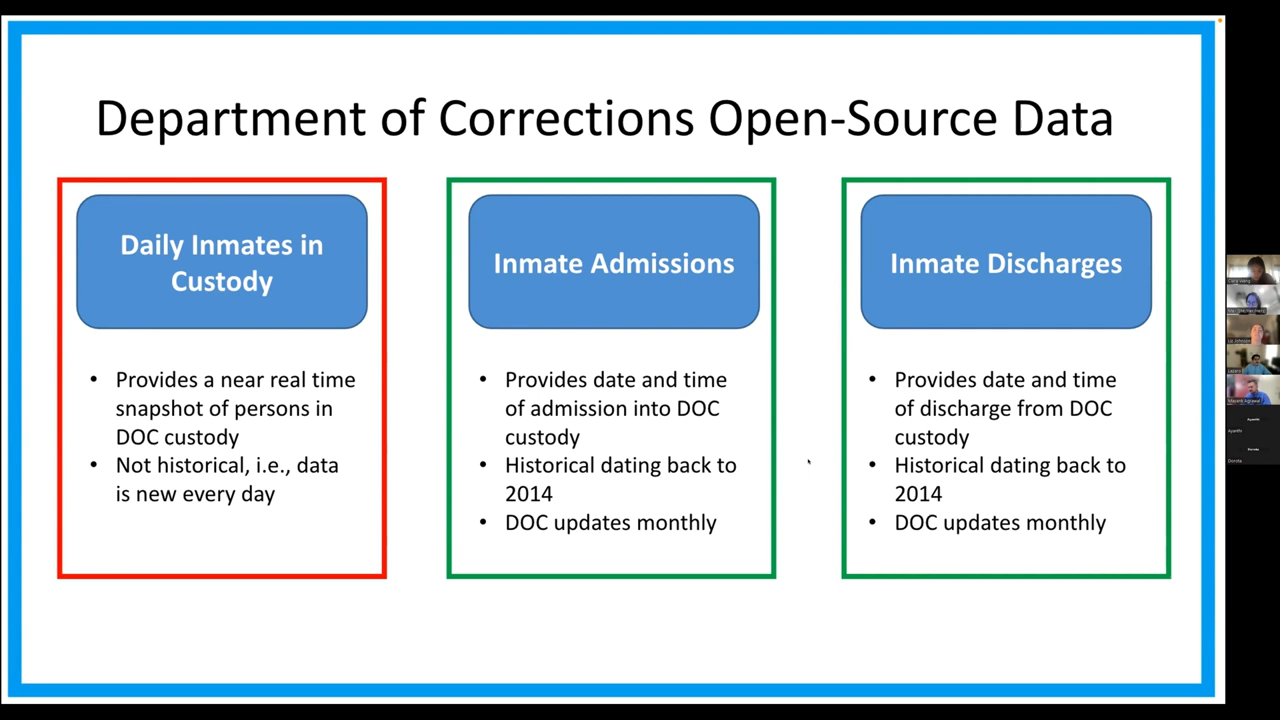 Department of Corrections Open-Source Data
Daily Inmates in
Custody
• Provides a near real time
snapshot of persons in
DOC custody
• Not historical, i.e., data
is new every day
Inmate Admissions
• Provides date and time
of admission into DOC
custody
• Historical dating back to
2014
• DOC updates monthly
Inmate Discharges
• Provides date and time
of discharge from DOC
custody
• Historical dating back to
2014
• DOC updates monthly
Mayank Agrawal